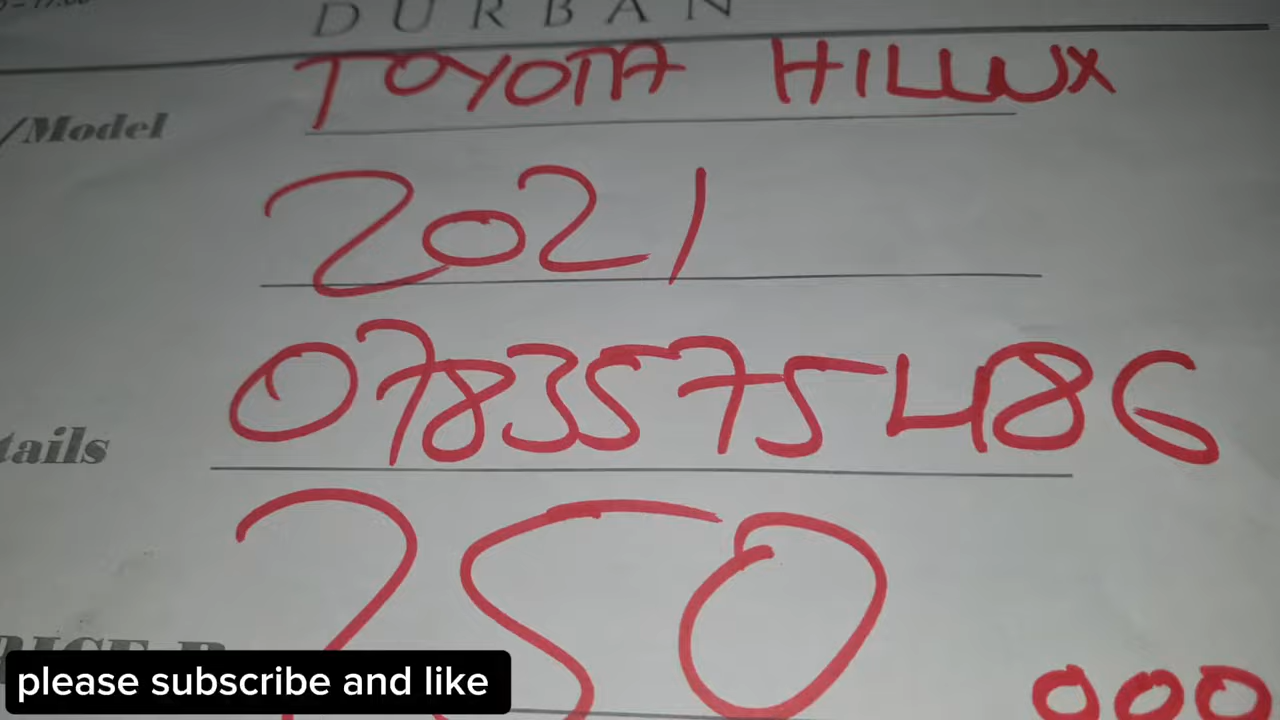 DURBAN
TOYOTA HILLUX
/Model
2021
0783575486
tails
250 000
please subscribe and like